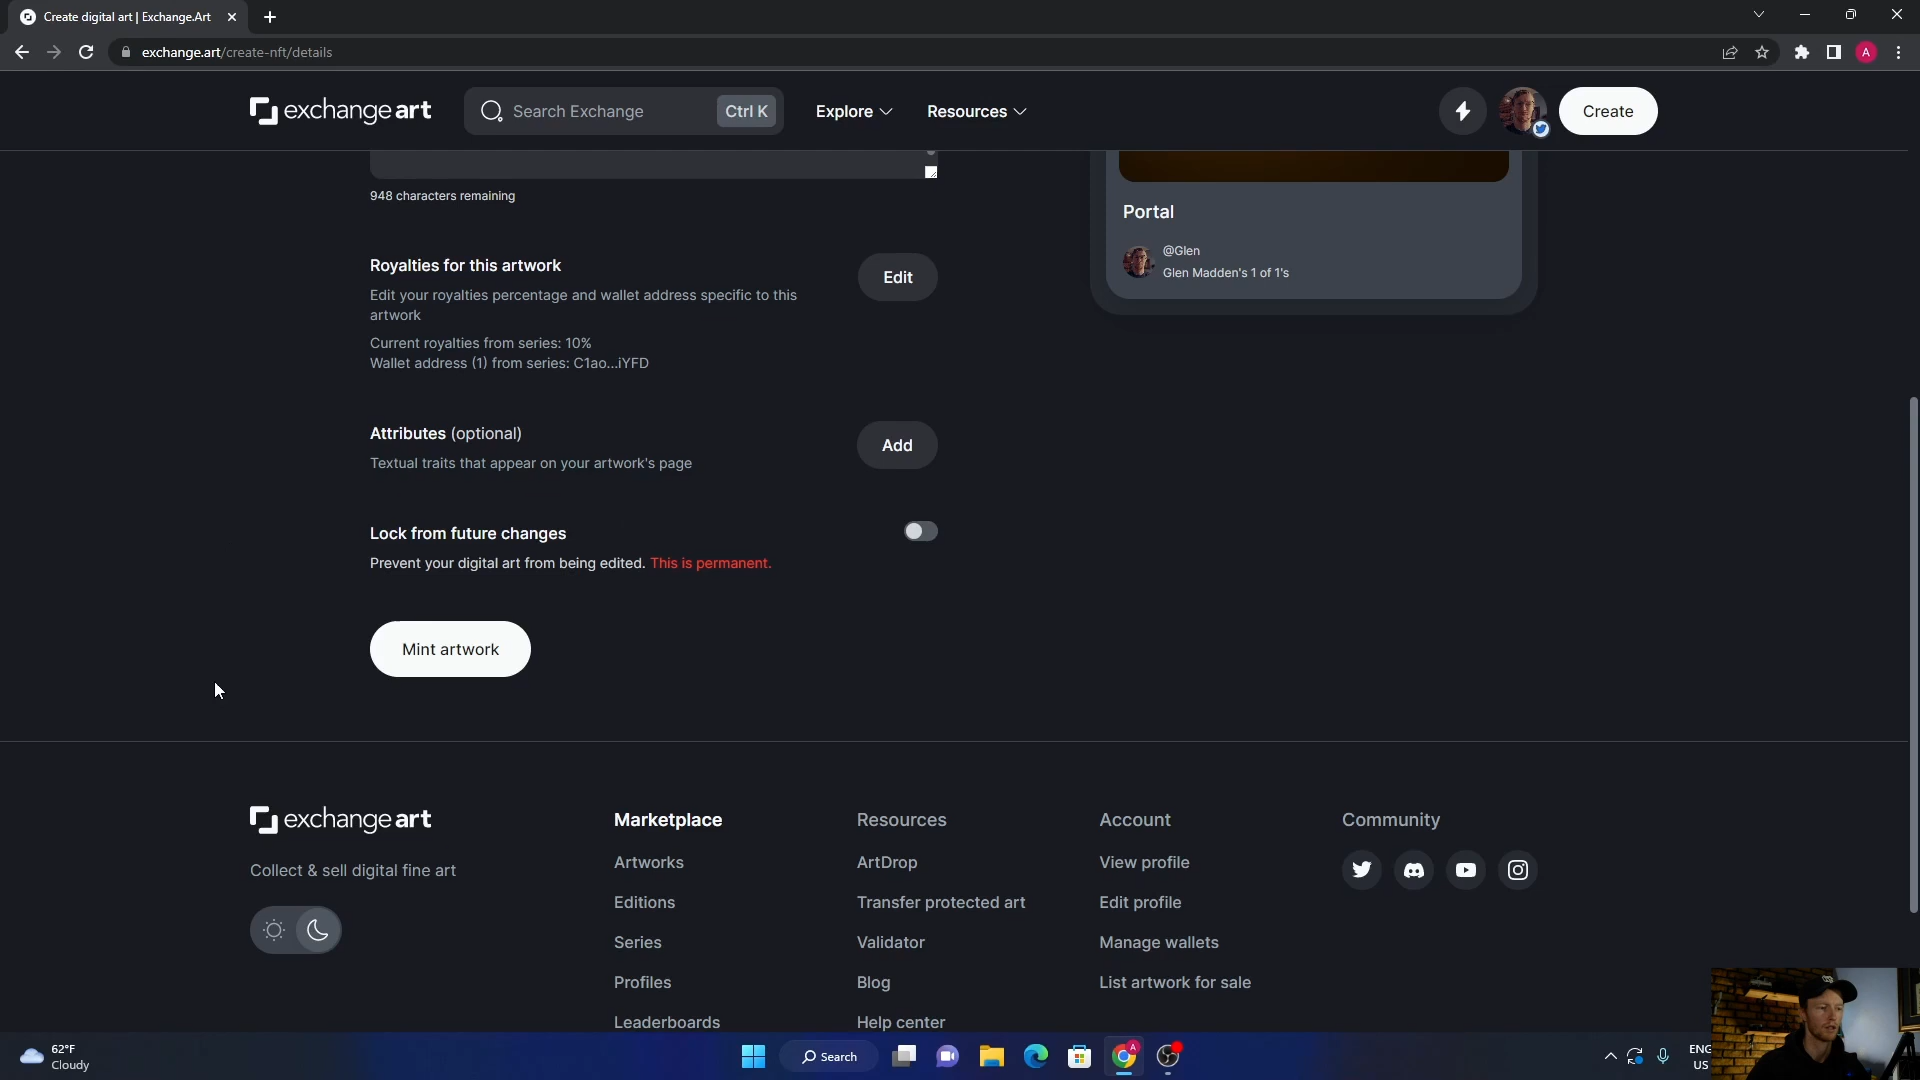 Create digital art | Exchange.Art
exchange.art/create-nft/details
A
exchange art
Search Exchange
Ctrl K
Explore
Resources
Create
948 characters remaining
Portal
@Glen
Glen Madden's 1 of 1's
Royalties for this artwork
Edit
Edit your royalties percentage and wallet address specific to this
artwork
Current royalties from series: 10%
Wallet address (1) from series: C1ao...iYFD
Attributes (optional)
Add
Textual traits that appear on your artwork's page
Lock from future changes
Prevent your digital art from being edited. This is permanent.
Mint artwork
exchange art
Collect & sell digital fine art
Marketplace
Artworks
Editions
Series
Profiles
Leaderboards
Resources
ArtDrop
Transfer protected art
Validator
Blog
Help center
Account
View profile
Edit profile
Manage wallets
List artwork for sale
Community
62°F
Cloudy
Search
A
ENG
US